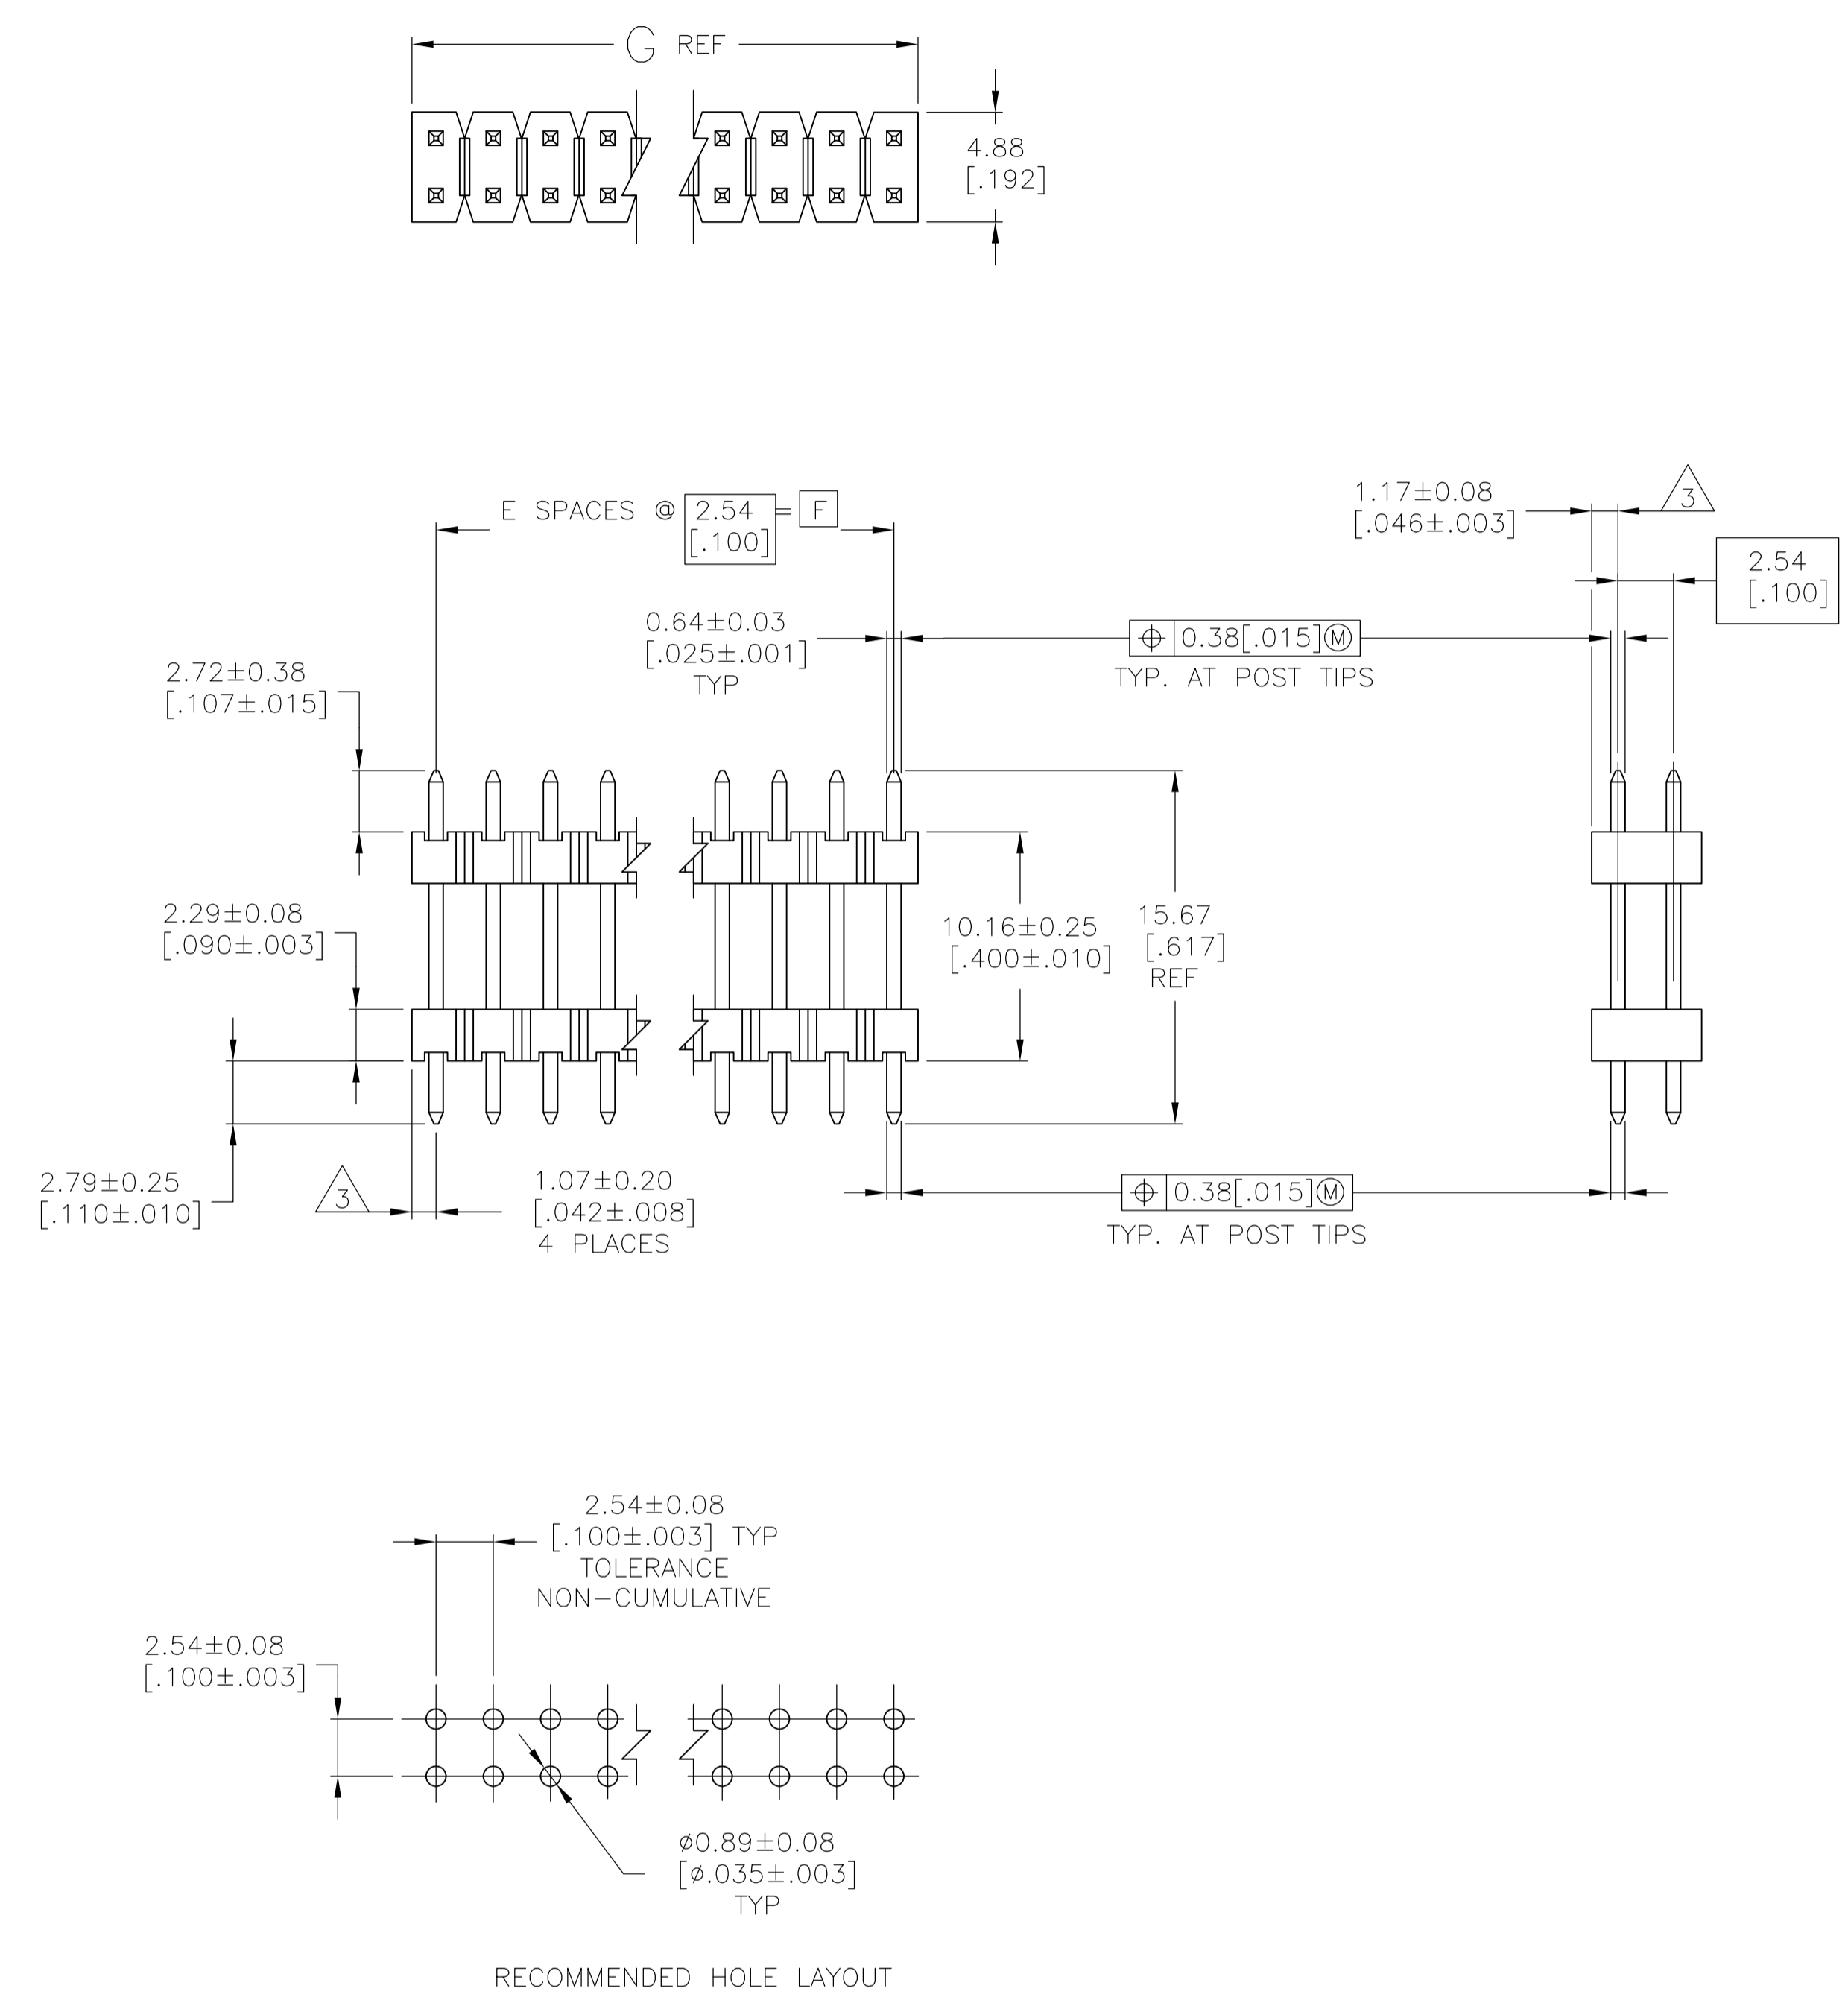 G REF
4.88
[.192]
E SPACES @ 2.54 = F
[.100]
1.17±0.08
[.046±.003]
3
2.54
[.100]
0.64±0.03
[.025±.001]
TYP
⌖ 0.38[.015]Ⓜ
TYP. AT POST TIPS
2.72±0.38
[.107±.015]
2.29±0.08
[.090±.003]
10.16±0.25
[.400±.010]
15.67
[.617]
REF
2.79±0.25
[.110±.010]
3
1.07±0.20
[.042±.008]
4 PLACES
⌖ 0.38[.015]Ⓜ
TYP. AT POST TIPS
2.54±0.08
[.100±.003] TYP
TOLERANCE
NON-CUMULATIVE
2.54±0.08
[.100±.003]
⌀0.89±0.08
[⌀.035±.003]
TYP
RECOMMENDED HOLE LAYOUT